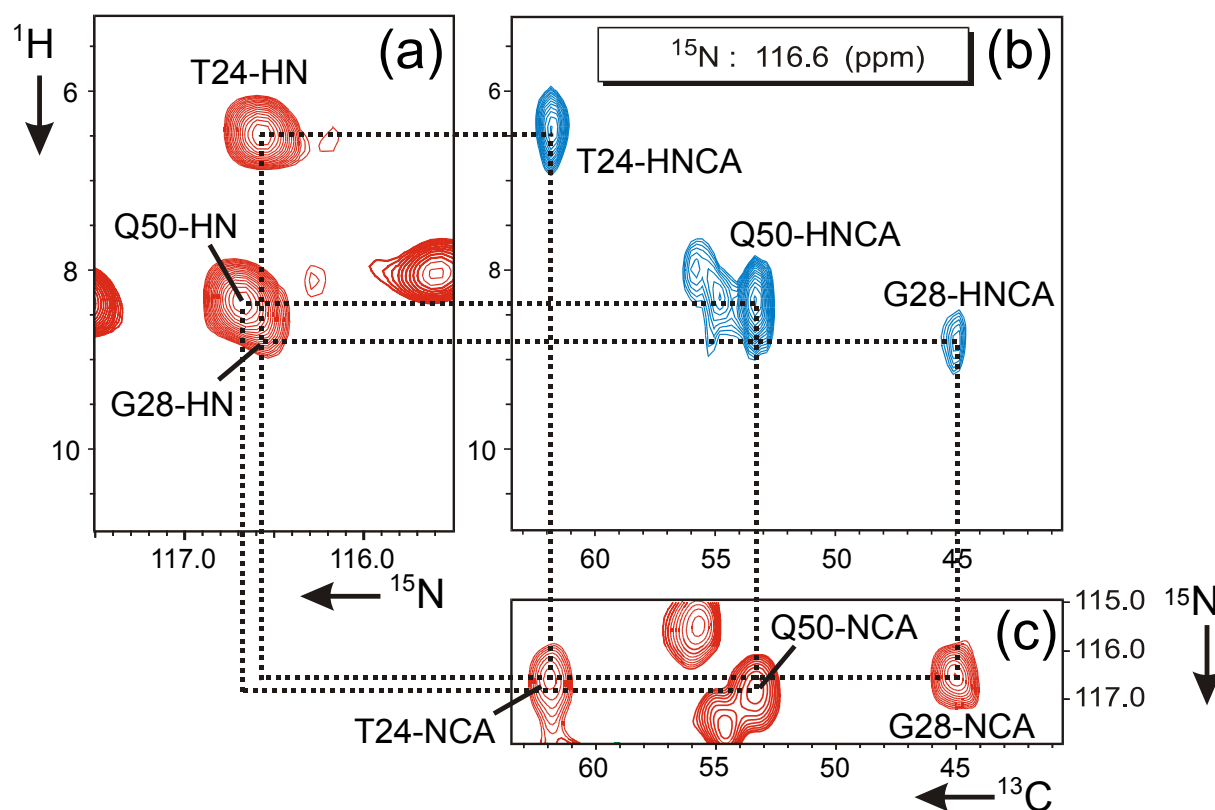 ¹H
(a)
T24-HN
Q50-HN
G28-HN
6
8
10
117.0
116.0
¹⁵N
¹⁵N : 116.6 (ppm)
(b)
T24-HNCA
Q50-HNCA
G28-HNCA
6
8
10
60
55
50
45
(c)
Q50-NCA
T24-NCA
G28-NCA
115.0
116.0
117.0
¹⁵N
60
55
50
45
¹³C